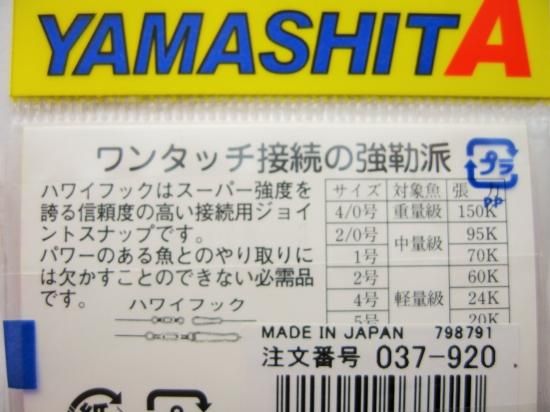 YAMASHITA
ワンタッチ接続の強勒派
プラ
PP
ハワイフックはスーパー強度を
誇る信頼度の高い接続用ジョイ
ントスナップです。
パワーのある魚とのやり取りに
は欠かすことのできない必需品
です。
ハワイフック
サイズ 対象魚 張力
4/0号 重量級 150K
2/0号 中量級 95K
1号 70K
2号 60K
4号 軽量級 24K
5号 20K
MADE IN JAPAN 798791
注文番号 037-920
紙